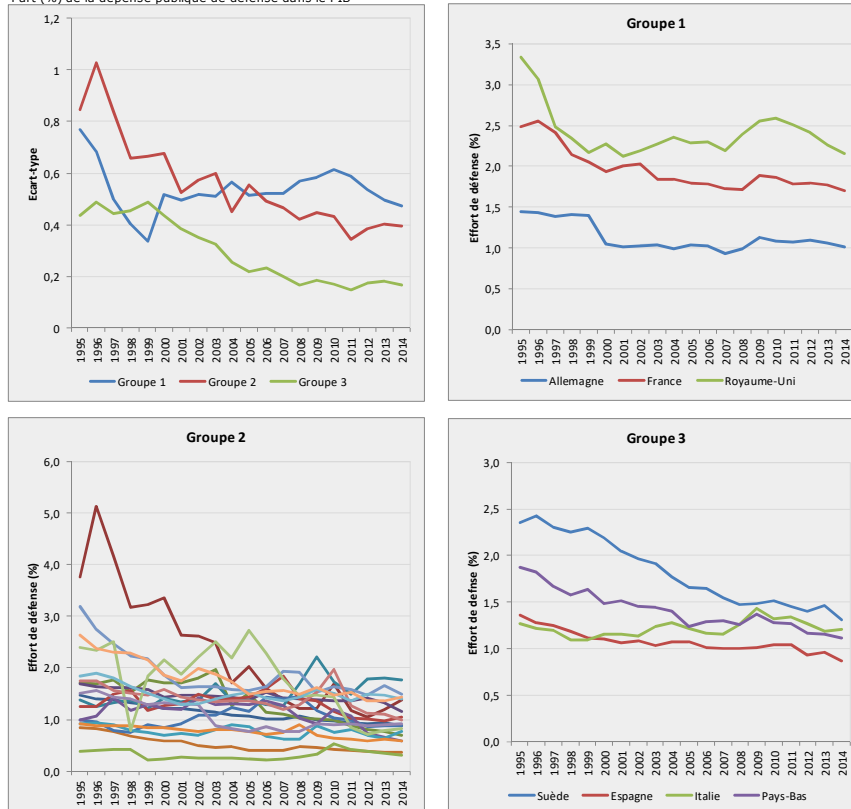 Part (%) de la dépense publique de défense dans le PIB
1,2
1
0,8
0,6
0,4
0,2
0
Ecart-type
1995 1996 1997 1998 1999 2000 2001 2002 2003 2004 2005 2006 2007 2008 2009 2010 2011 2012 2013 2014
Groupe 1 Groupe 2 Groupe 3
Groupe 1
3,5
3,0
2,5
2,0
1,5
1,0
0,5
0,0
Effort de défense (%)
1995 1996 1997 1998 1999 2000 2001 2002 2003 2004 2005 2006 2007 2008 2009 2010 2011 2012 2013 2014
Allemagne France Royaume-Uni
Groupe 2
6,0
5,0
4,0
3,0
2,0
1,0
0,0
Effort de défense (%)
1995 1996 1997 1998 1999 2000 2001 2002 2003 2004 2005 2006 2007 2008 2009 2010 2011 2012 2013 2014
Groupe 3
3,0
2,5
2,0
1,5
1,0
0,5
0,0
Effort de défnse (%)
1995 1996 1997 1998 1999 2000 2001 2002 2003 2004 2005 2006 2007 2008 2009 2010 2011 2012 2013 2014
Suède Espagne Italie Pays-Bas